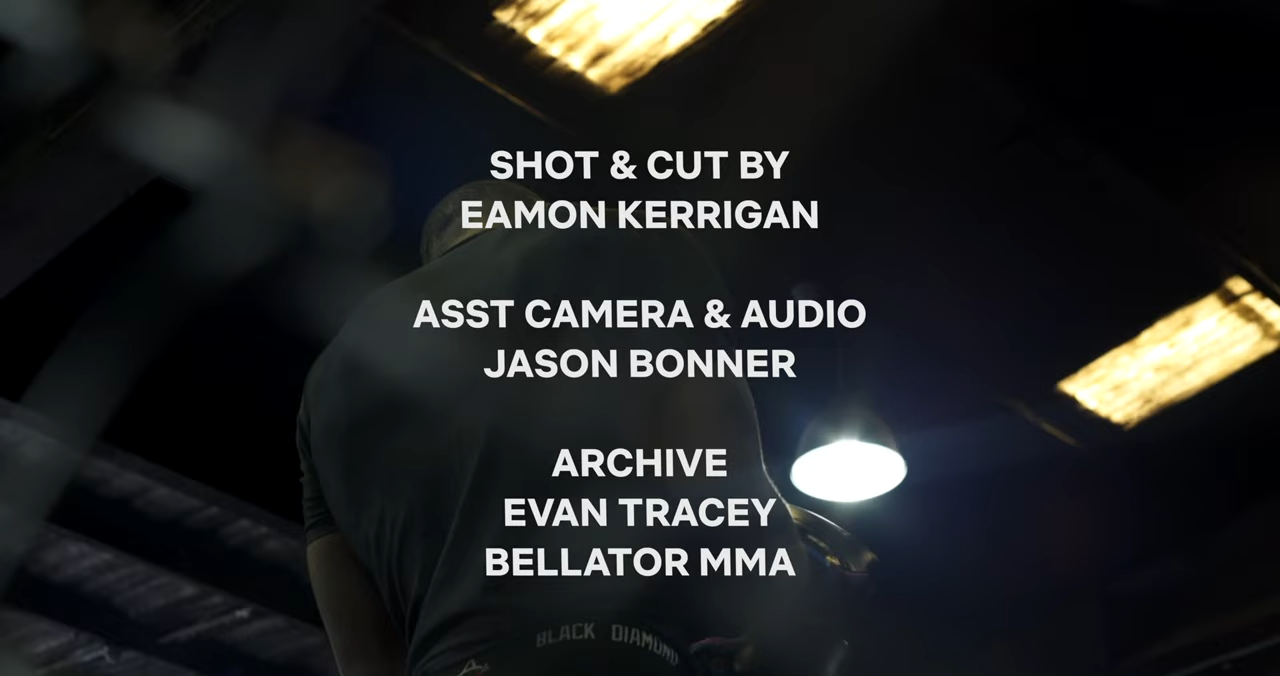 SHOT & CUT BY
EAMON KERRIGAN
ASST CAMERA & AUDIO
JASON BONNER
ARCHIVE
EVAN TRACEY
BELLATOR MMA
BLACK DIAMOND